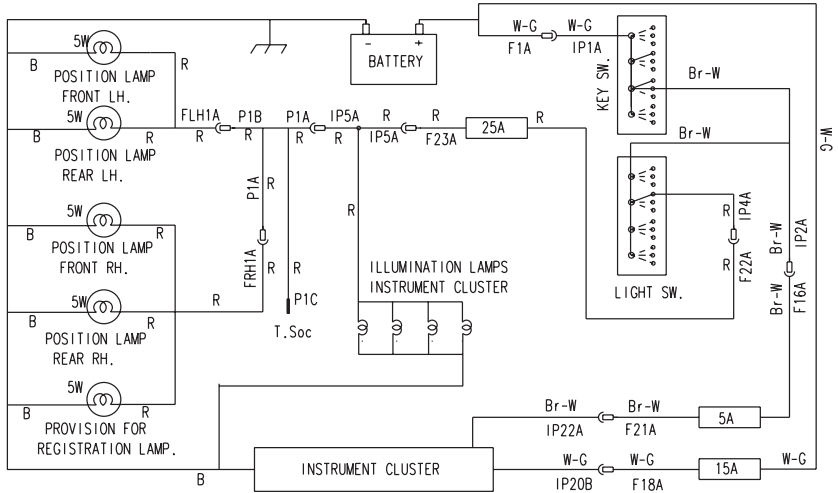 W-G W-G
F1A IP1A
KEY SW.
Br-W
5W
B R
POSITION LAMP
FRONT LH.
- +
BATTERY
5W
B R
POSITION LAMP
REAR LH.
FLH1A P1B P1A IP5A R R R
R R R IP5A F23A
25A
Br-W
W-G
P1A R
R
R IP4A
R F22A
Br-W IP2A
Br-W F16A
LIGHT SW.
5W
B R
POSITION LAMP
FRONT RH.
FRH1A R
R
P1C
T.Soc
ILLUMINATION LAMPS
INSTRUMENT CLUSTER
5W
B R
R
POSITION LAMP
REAR RH.
5W
B R
PROVISION FOR
REGISTRATION LAMP.
Br-W Br-W
IP22A F21A
5A
B
INSTRUMENT CLUSTER
W-G W-G
IP20B F18A
15A
W-G